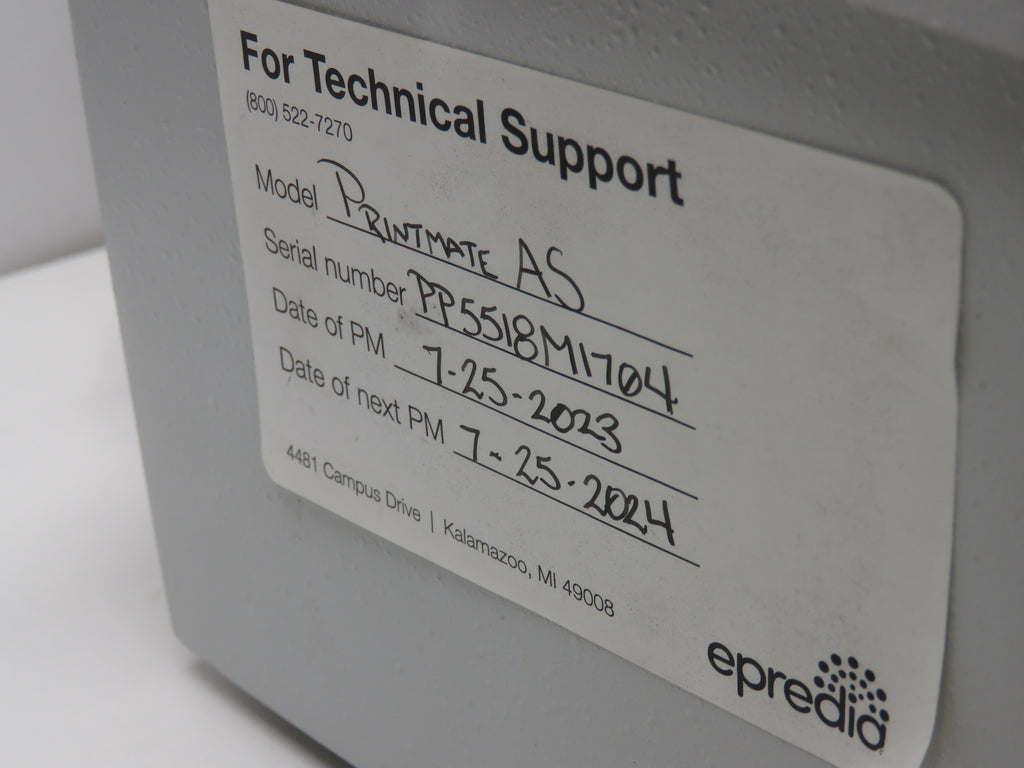 For Technical Support
(800) 522-7270
Model PRINTMATE AS
Serial number PP5518M1704
Date of PM 7-25-2023
Date of next PM 7-25-2024
4481 Campus Drive | Kalamazoo, MI 49008
epredia